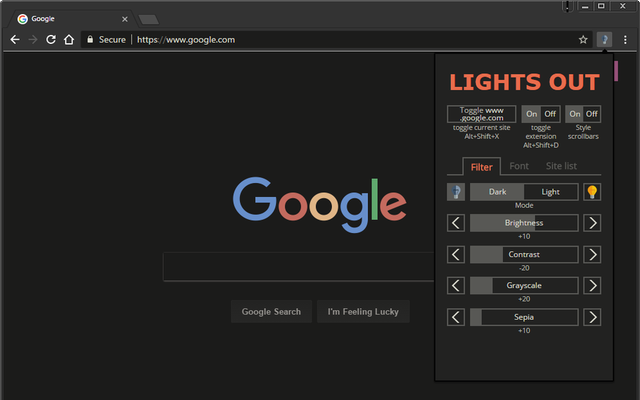 Google
Secure
https://www.google.com
LIGHTS OUT
Toggle www
.google.com
toggle current site
Alt+Shift+X
On Off
toggle
extension
Alt+Shift+D
On Off
Style
scrollbars
Filter
Font
Site list
Dark
Light
Mode
Brightness
+10
Contrast
-20
Grayscale
+20
Sepia
+10
Google
Google Search
I'm Feeling Lucky